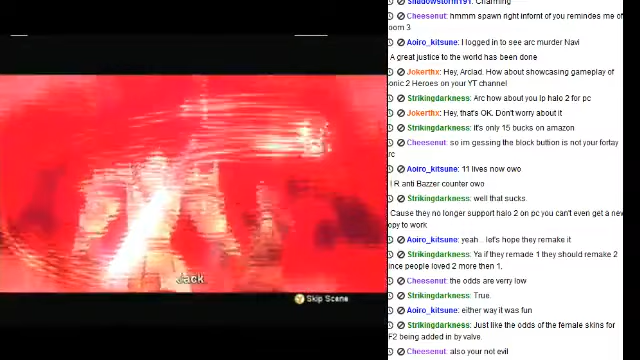 Shadowstorm191: Charming
Cheesenut: hmmm spawn right infornt of you remindes me of
oom 3
Aoiro_kitsune: I logged in to see arc murder Navi
A great justice to the world has been done
Jokerthx: Hey, Arclad. How about showcasing gameplay of
onic 2 Heroes on your YT channel
Strikingdarkness: Arc how about you lp halo 2 for pc
Jokerthx: Hey, that's OK. Don't worry about it
Strikingdarkness: It's only 15 bucks on amazon
Cheesenut: so im gessing the block buttion is not your fortay
rc
Aoiro_kitsune: 11 lives now owo
I R anti Bazzer counter owo
Strikingdarkness: well that sucks.
Cause they no longer support halo 2 on pc you can't even get a new
opy to work
Aoiro_kitsune: yeah .. let's hope they remake it
Strikingdarkness: Ya if they remade 1 they should remake 2
ince people loved 2 more then 1.
Cheesenut: the odds are verry low
Strikingdarkness: True.
Aoiro_kitsune: either way it was fun
Strikingdarkness: Just like the odds of the female skins for
F2 being added in by valve.
Cheesenut: also your not evil
Jack
Skip Scene